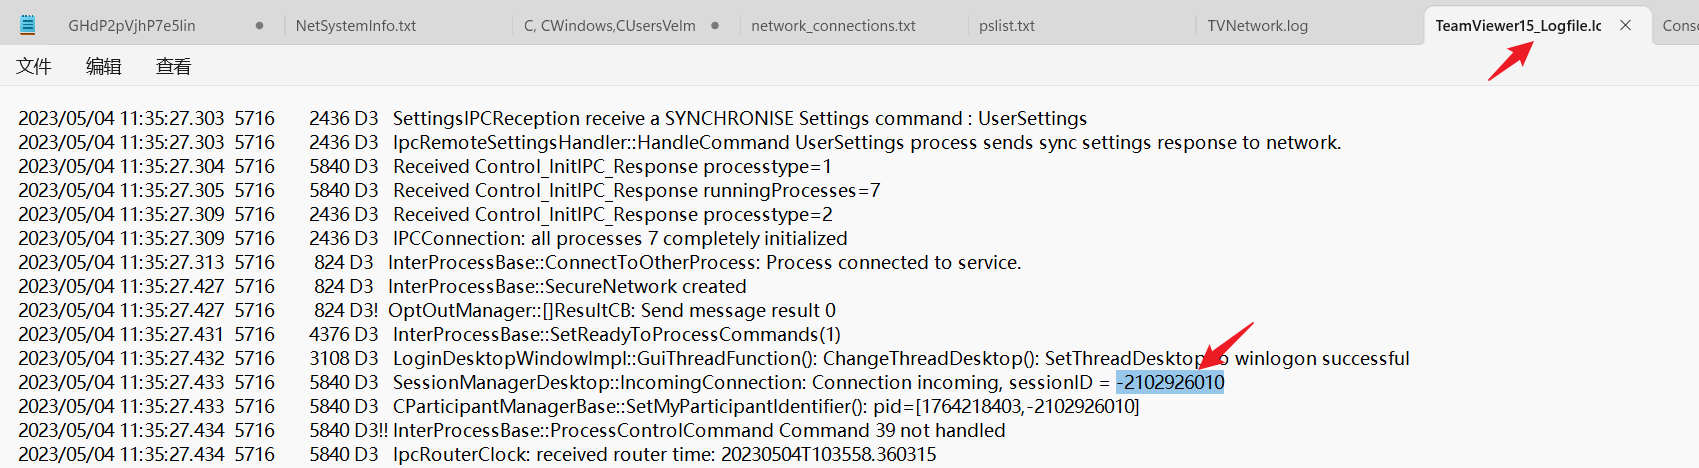 GHdP2pVjhP7e5lin NetSystemInfo.txt C, CWindows,CUsersVelm network_connections.txt pslist.txt TVNetwork.log TeamViewer15_Logfile.lc Conso
文件 编辑 查看
2023/05/04 11:35:27.303 5716 2436 D3 SettingsIPCReception receive a SYNCHRONISE Settings command : UserSettings
2023/05/04 11:35:27.303 5716 2436 D3 IpcRemoteSettingsHandler::HandleCommand UserSettings process sends sync settings response to network.
2023/05/04 11:35:27.304 5716 5840 D3 Received Control_InitIPC_Response processtype=1
2023/05/04 11:35:27.305 5716 5840 D3 Received Control_InitIPC_Response runningProcesses=7
2023/05/04 11:35:27.309 5716 2436 D3 Received Control_InitIPC_Response processtype=2
2023/05/04 11:35:27.309 5716 2436 D3 IPCConnection: all processes 7 completely initialized
2023/05/04 11:35:27.313 5716 824 D3 InterProcessBase::ConnectToOtherProcess: Process connected to service.
2023/05/04 11:35:27.427 5716 824 D3 InterProcessBase::SecureNetwork created
2023/05/04 11:35:27.427 5716 824 D3! OptOutManager::[]ResultCB: Send message result 0
2023/05/04 11:35:27.431 5716 4376 D3 InterProcessBase::SetReadyToProcessCommands(1)
2023/05/04 11:35:27.432 5716 3108 D3 LoginDesktopWindowImpl::GuiThreadFunction(): ChangeThreadDesktop(): SetThreadDesktop to winlogon successful
2023/05/04 11:35:27.433 5716 5840 D3 SessionManagerDesktop::IncomingConnection: Connection incoming, sessionID = -2102926010
2023/05/04 11:35:27.433 5716 5840 D3 CParticipantManagerBase::SetMyParticipantIdentifier(): pid=[1764218403,-2102926010]
2023/05/04 11:35:27.434 5716 5840 D3!! InterProcessBase::ProcessControlCommand Command 39 not handled
2023/05/04 11:35:27.434 5716 5840 D3 IpcRouterClock: received router time: 20230504T103558.360315